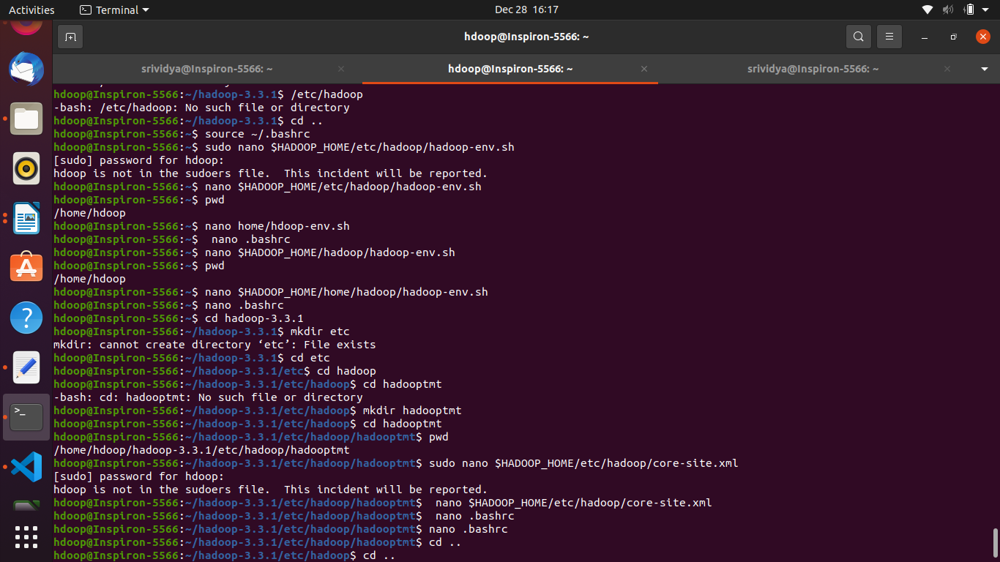 Activities
Terminal
Dec 28 16:17
hdoop@Inspiron-5566: ~
srividya@Inspiron-5566: ~
hdoop@Inspiron-5566: ~
srividya@Inspiron-5566: ~
hdoop@Inspiron-5566:~/hadoop-3.3.1$ /etc/hadoop
-bash: /etc/hadoop: No such file or directory
hdoop@Inspiron-5566:~/hadoop-3.3.1$ cd ..
hdoop@Inspiron-5566:~$ source ~/.bashrc
hdoop@Inspiron-5566:~$ sudo nano $HADOOP_HOME/etc/hadoop/hadoop-env.sh
[sudo] password for hdoop:
hdoop is not in the sudoers file.  This incident will be reported.
hdoop@Inspiron-5566:~$ nano $HADOOP_HOME/etc/hadoop/hadoop-env.sh
hdoop@Inspiron-5566:~$ pwd
/home/hdoop
hdoop@Inspiron-5566:~$ nano home/hdoop-env.sh
hdoop@Inspiron-5566:~$  nano .bashrc
hdoop@Inspiron-5566:~$ nano $HADOOP_HOME/hadoop/hadoop-env.sh
hdoop@Inspiron-5566:~$ pwd
/home/hdoop
hdoop@Inspiron-5566:~$ nano $HADOOP_HOME/home/hadoop/hadoop-env.sh
hdoop@Inspiron-5566:~$ nano .bashrc
hdoop@Inspiron-5566:~$ cd hadoop-3.3.1
hdoop@Inspiron-5566:~/hadoop-3.3.1$ mkdir etc
mkdir: cannot create directory ‘etc’: File exists
hdoop@Inspiron-5566:~/hadoop-3.3.1$ cd etc
hdoop@Inspiron-5566:~/hadoop-3.3.1/etc$ cd hadoop
hdoop@Inspiron-5566:~/hadoop-3.3.1/etc/hadoop$ cd hadooptmt
-bash: cd: hadooptmt: No such file or directory
hdoop@Inspiron-5566:~/hadoop-3.3.1/etc/hadoop$ mkdir hadooptmt
hdoop@Inspiron-5566:~/hadoop-3.3.1/etc/hadoop$ cd hadooptmt
hdoop@Inspiron-5566:~/hadoop-3.3.1/etc/hadoop/hadooptmt$ pwd
/home/hdoop/hadoop-3.3.1/etc/hadoop/hadooptmt
hdoop@Inspiron-5566:~/hadoop-3.3.1/etc/hadoop/hadooptmt$ sudo nano $HADOOP_HOME/etc/hadoop/core-site.xml
[sudo] password for hdoop:
hdoop is not in the sudoers file.  This incident will be reported.
hdoop@Inspiron-5566:~/hadoop-3.3.1/etc/hadoop/hadooptmt$  nano $HADOOP_HOME/etc/hadoop/core-site.xml
hdoop@Inspiron-5566:~/hadoop-3.3.1/etc/hadoop/hadooptmt$  nano .bashrc
hdoop@Inspiron-5566:~/hadoop-3.3.1/etc/hadoop/hadooptmt$ nano .bashrc
hdoop@Inspiron-5566:~/hadoop-3.3.1/etc/hadoop/hadooptmt$ cd ..
hdoop@Inspiron-5566:~/hadoop-3.3.1/etc/hadoop$ cd ..